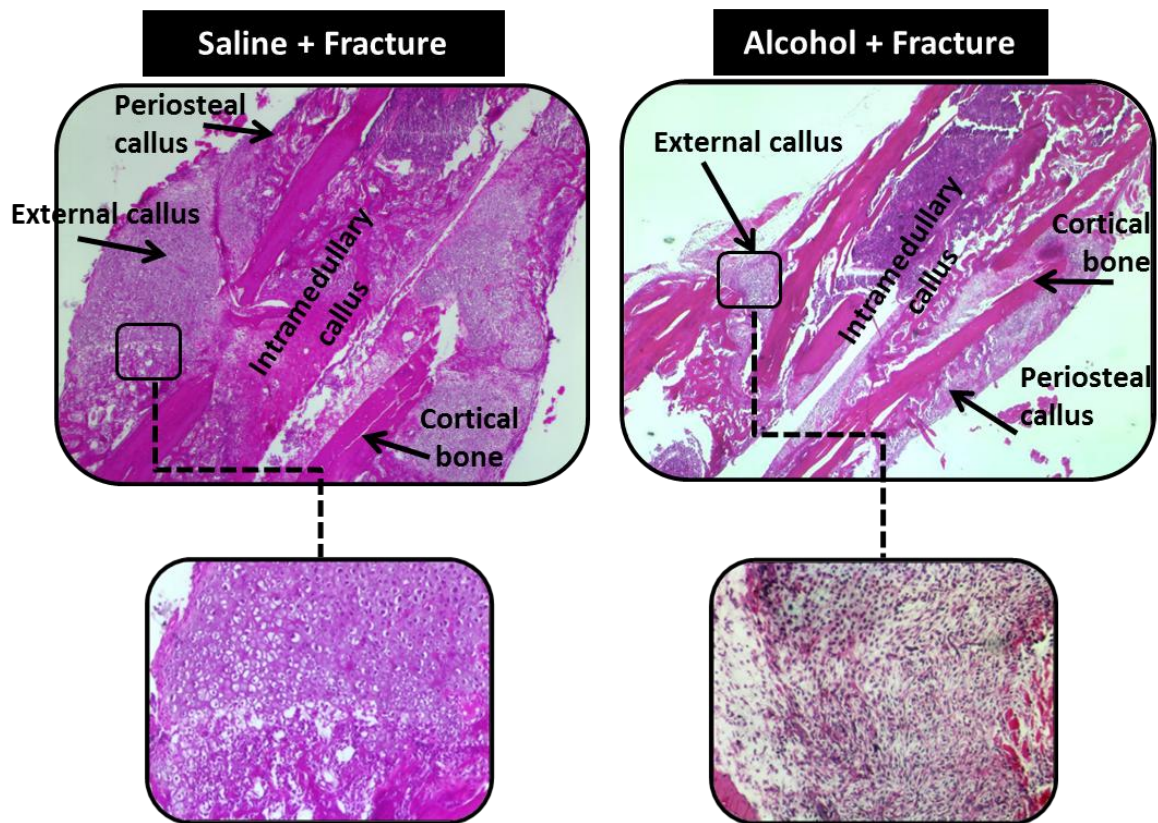 Saline + Fracture
Alcohol + Fracture
Periosteal
callus
External callus
Intramedullary
callus
Cortical
bone
External callus
Cortical
bone
Intramedullary
callus
Periosteal
callus